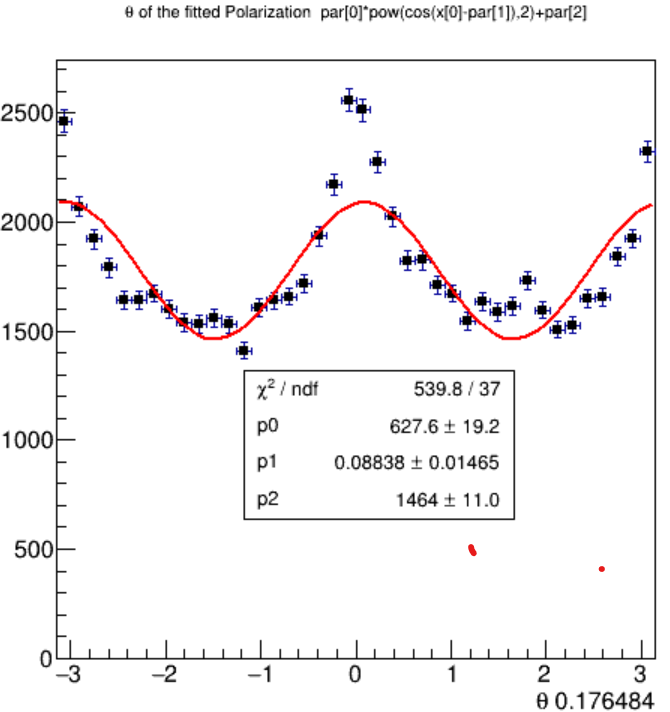 θ of the fitted Polarization par[0]*pow(cos(x[0]-par[1]),2)+par[2]
2500
2000
1500
1000
500
0
χ² / ndf 539.8 / 37
p0 627.6 ± 19.2
p1 0.08838 ± 0.01465
p2 1464 ± 11.0
−3 −2 −1 0 1 2 3
θ 0.176484